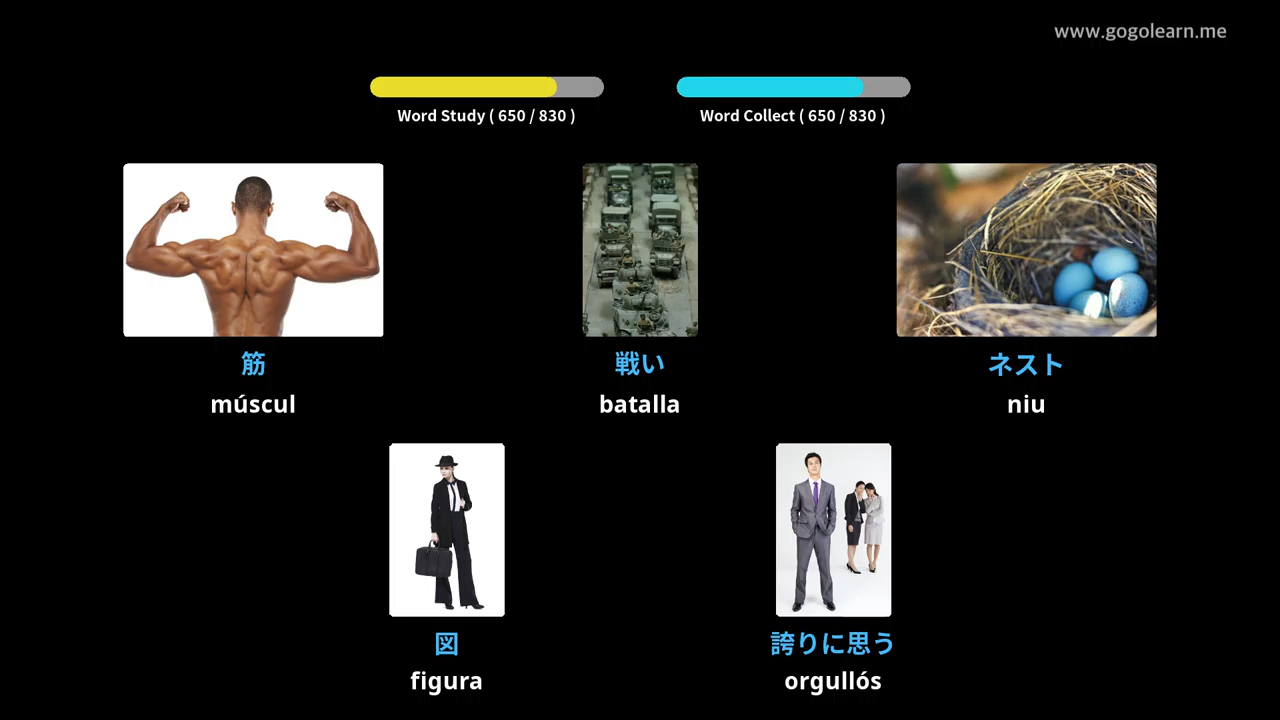 www.gogolearn.me
Word Study ( 650 / 830 )
Word Collect ( 650 / 830 )
筋
戦い
ネスト
múscul
batalla
niu
図
誇りに思う
figura
orgullós